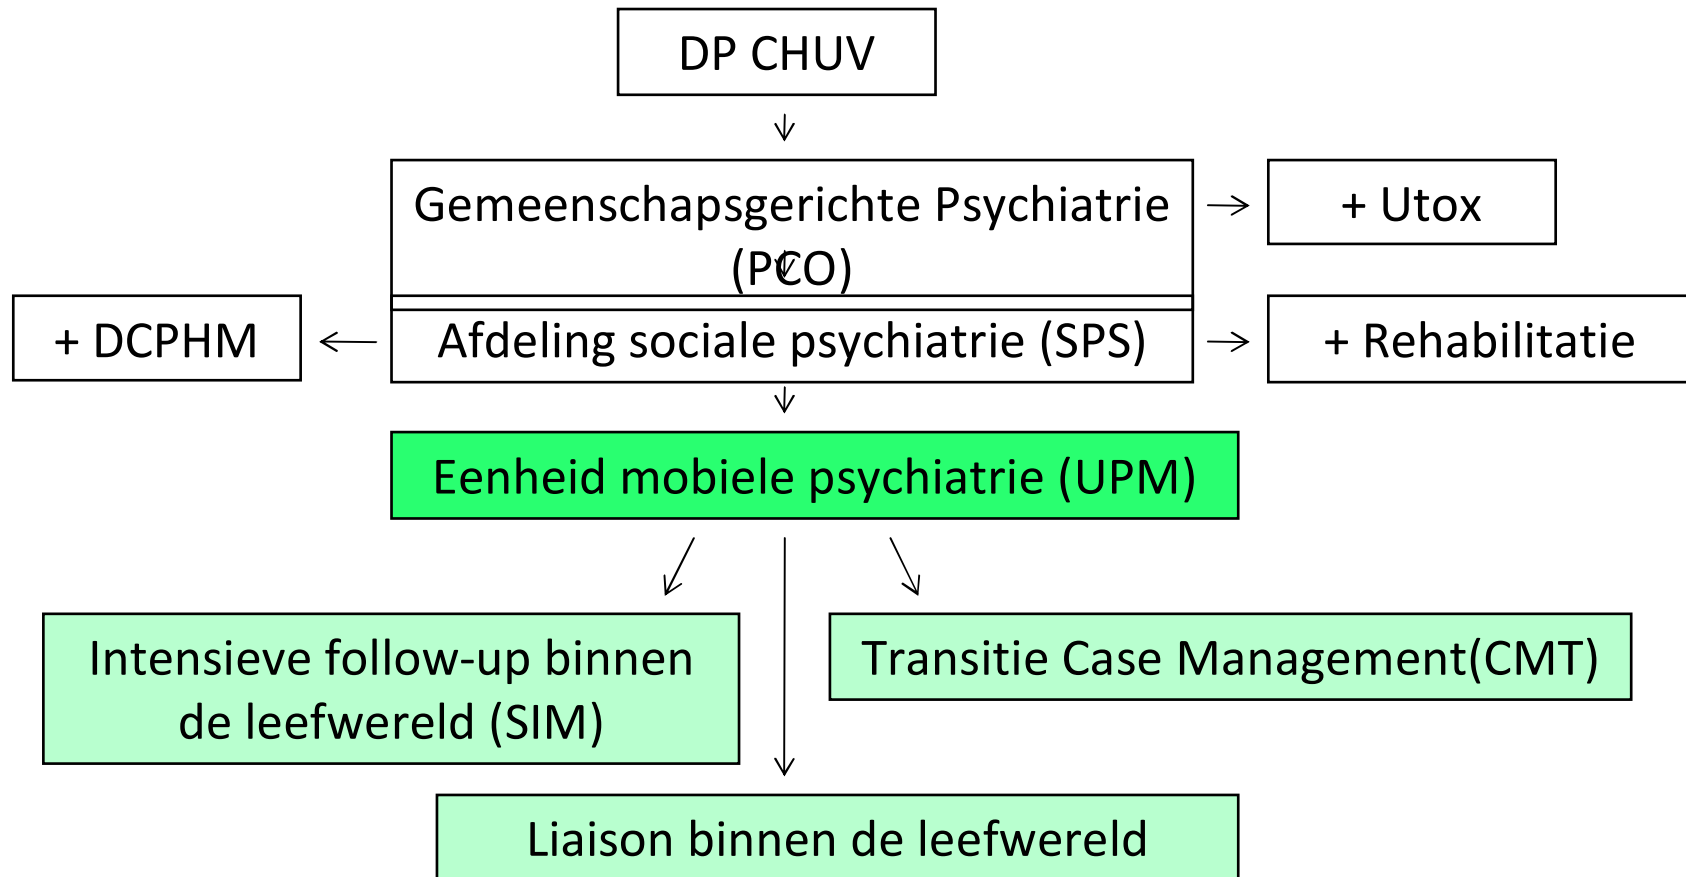 DP CHUV
Gemeenschapsgerichte Psychiatrie
(PCO)
+ Utox
+ DCPHM
Afdeling sociale psychiatrie (SPS)
+ Rehabilitatie
Eenheid mobiele psychiatrie (UPM)
Intensieve follow-up binnen
de leefwereld (SIM)
Transitie Case Management(CMT)
Liaison binnen de leefwereld